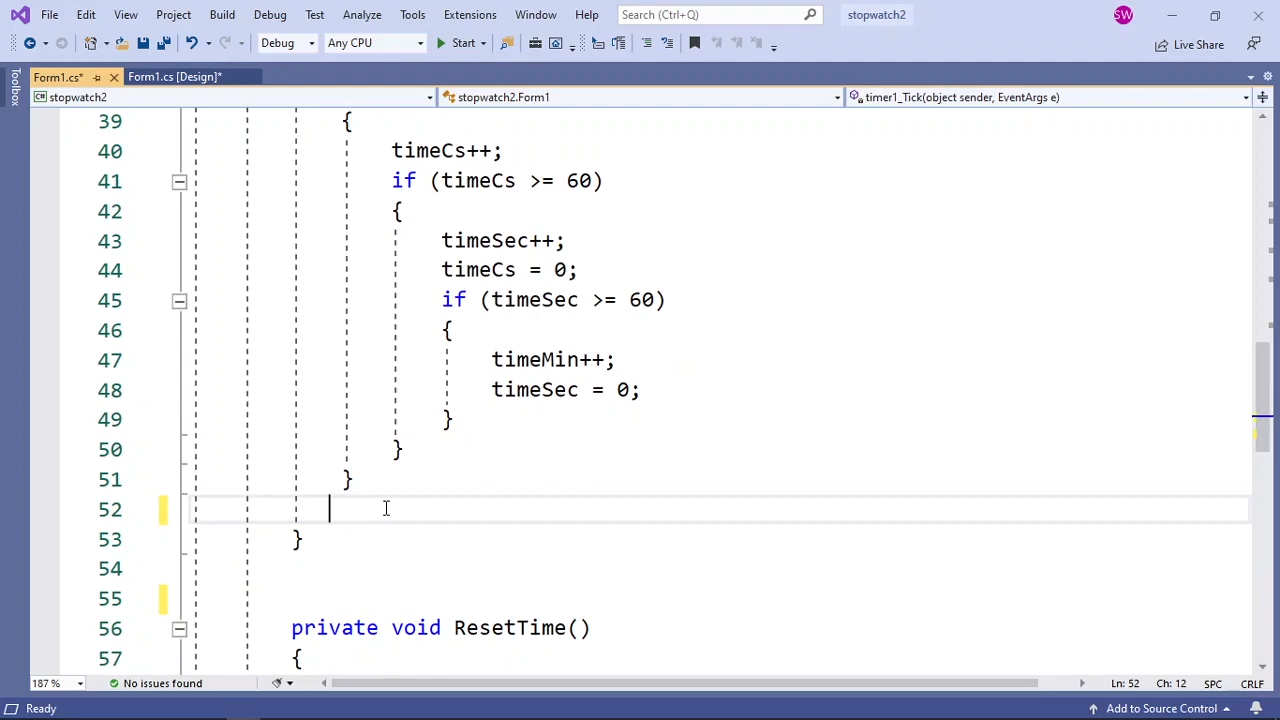 File Edit View Project Build Debug Test Analyze Tools Extensions Window Help Search (Ctrl+Q) stopwatch2 SW
Debug Any CPU Start Live Share
Form1.cs* Form1.cs [Design]*
Toolbox
stopwatch2 stopwatch2.Form1 timer1_Tick(object sender, EventArgs e)
39 {
40 timeCs++;
41 if (timeCs >= 60)
42 {
43 timeSec++;
44 timeCs = 0;
45 if (timeSec >= 60)
46 {
47 timeMin++;
48 timeSec = 0;
49 }
50 }
51 }
52
53 }
54
55
56 private void ResetTime()
57 {
187 % No issues found Ln: 52 Ch: 12 SPC CRLF
Ready Add to Source Control